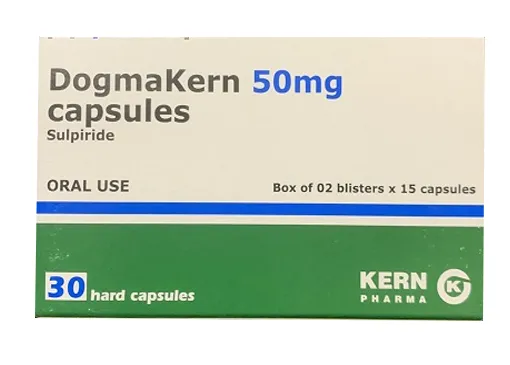 DogmaKern 50mg
capsules
Sulpiride
ORAL USE
Box of 02 blisters x 15 capsules
30 hard capsules
KERN
PHARMA
K